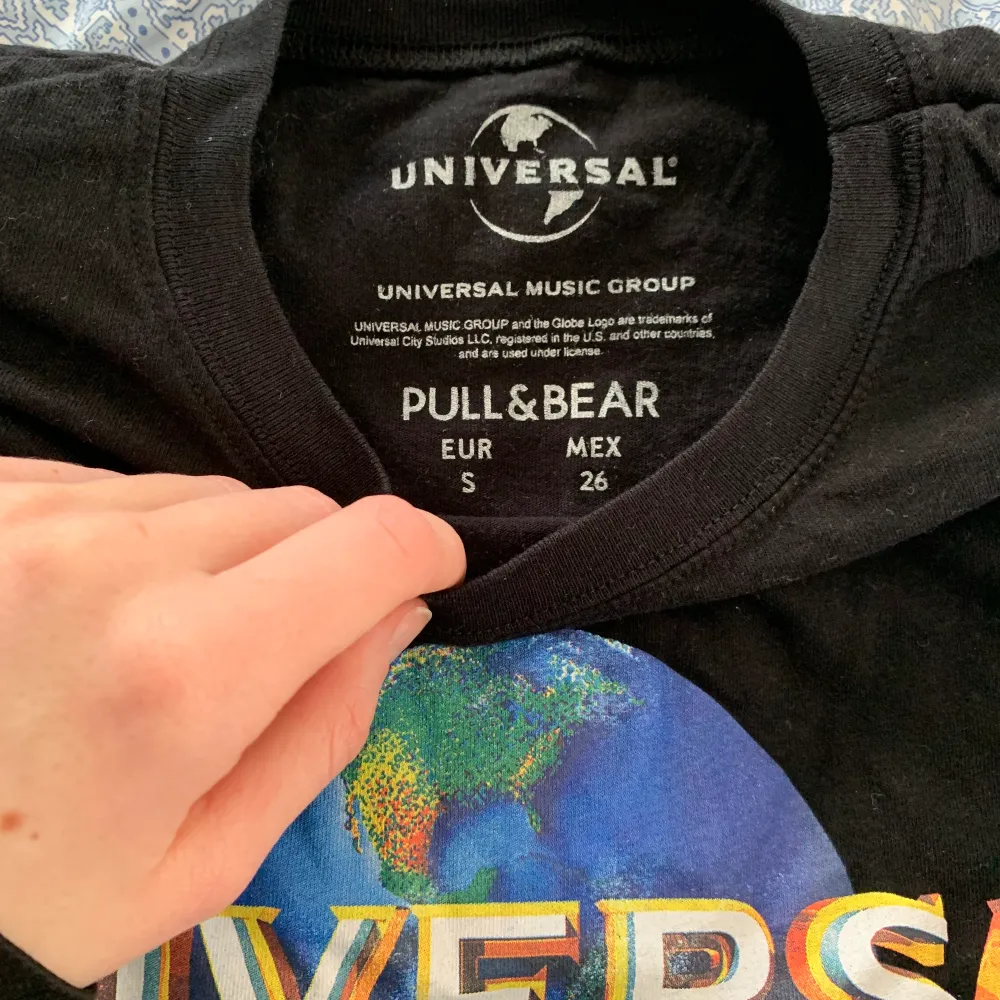 UNIVERSAL®
UNIVERSAL MUSIC GROUP
UNIVERSAL MUSIC GROUP and the Globe Logo are trademarks of
Universal City Studios LLC, registered in the U.S. and other countries,
and are used under license.
PULL&BEAR
EUR MEX
S 26
IVERS